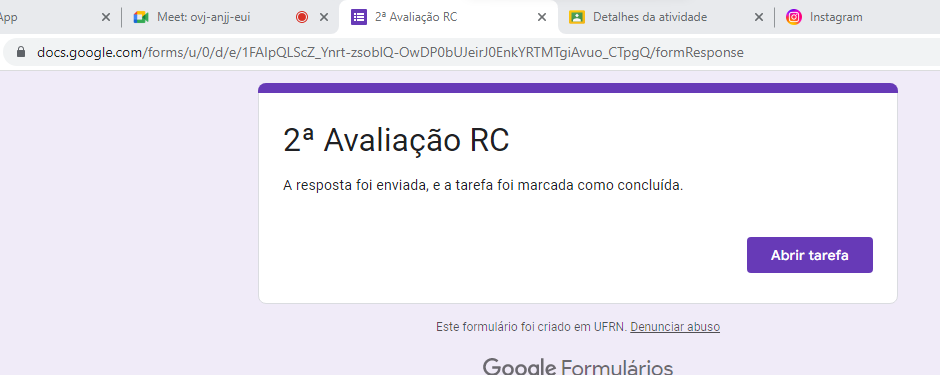 App
Meet: ovj-anjj-eui
2ª Avaliação RC
Detalhes da atividade
Instagram
docs.google.com/forms/u/0/d/e/1FAIpQLScZ_Ynrt-zsoblQ-OwDP0bUJeirJ0EnkYRTMTgiAvuo_CTpgQ/formResponse
2ª Avaliação RC
A resposta foi enviada, e a tarefa foi marcada como concluída.
Abrir tarefa
Este formulário foi criado em UFRN. Denunciar abuso
Google Formulários